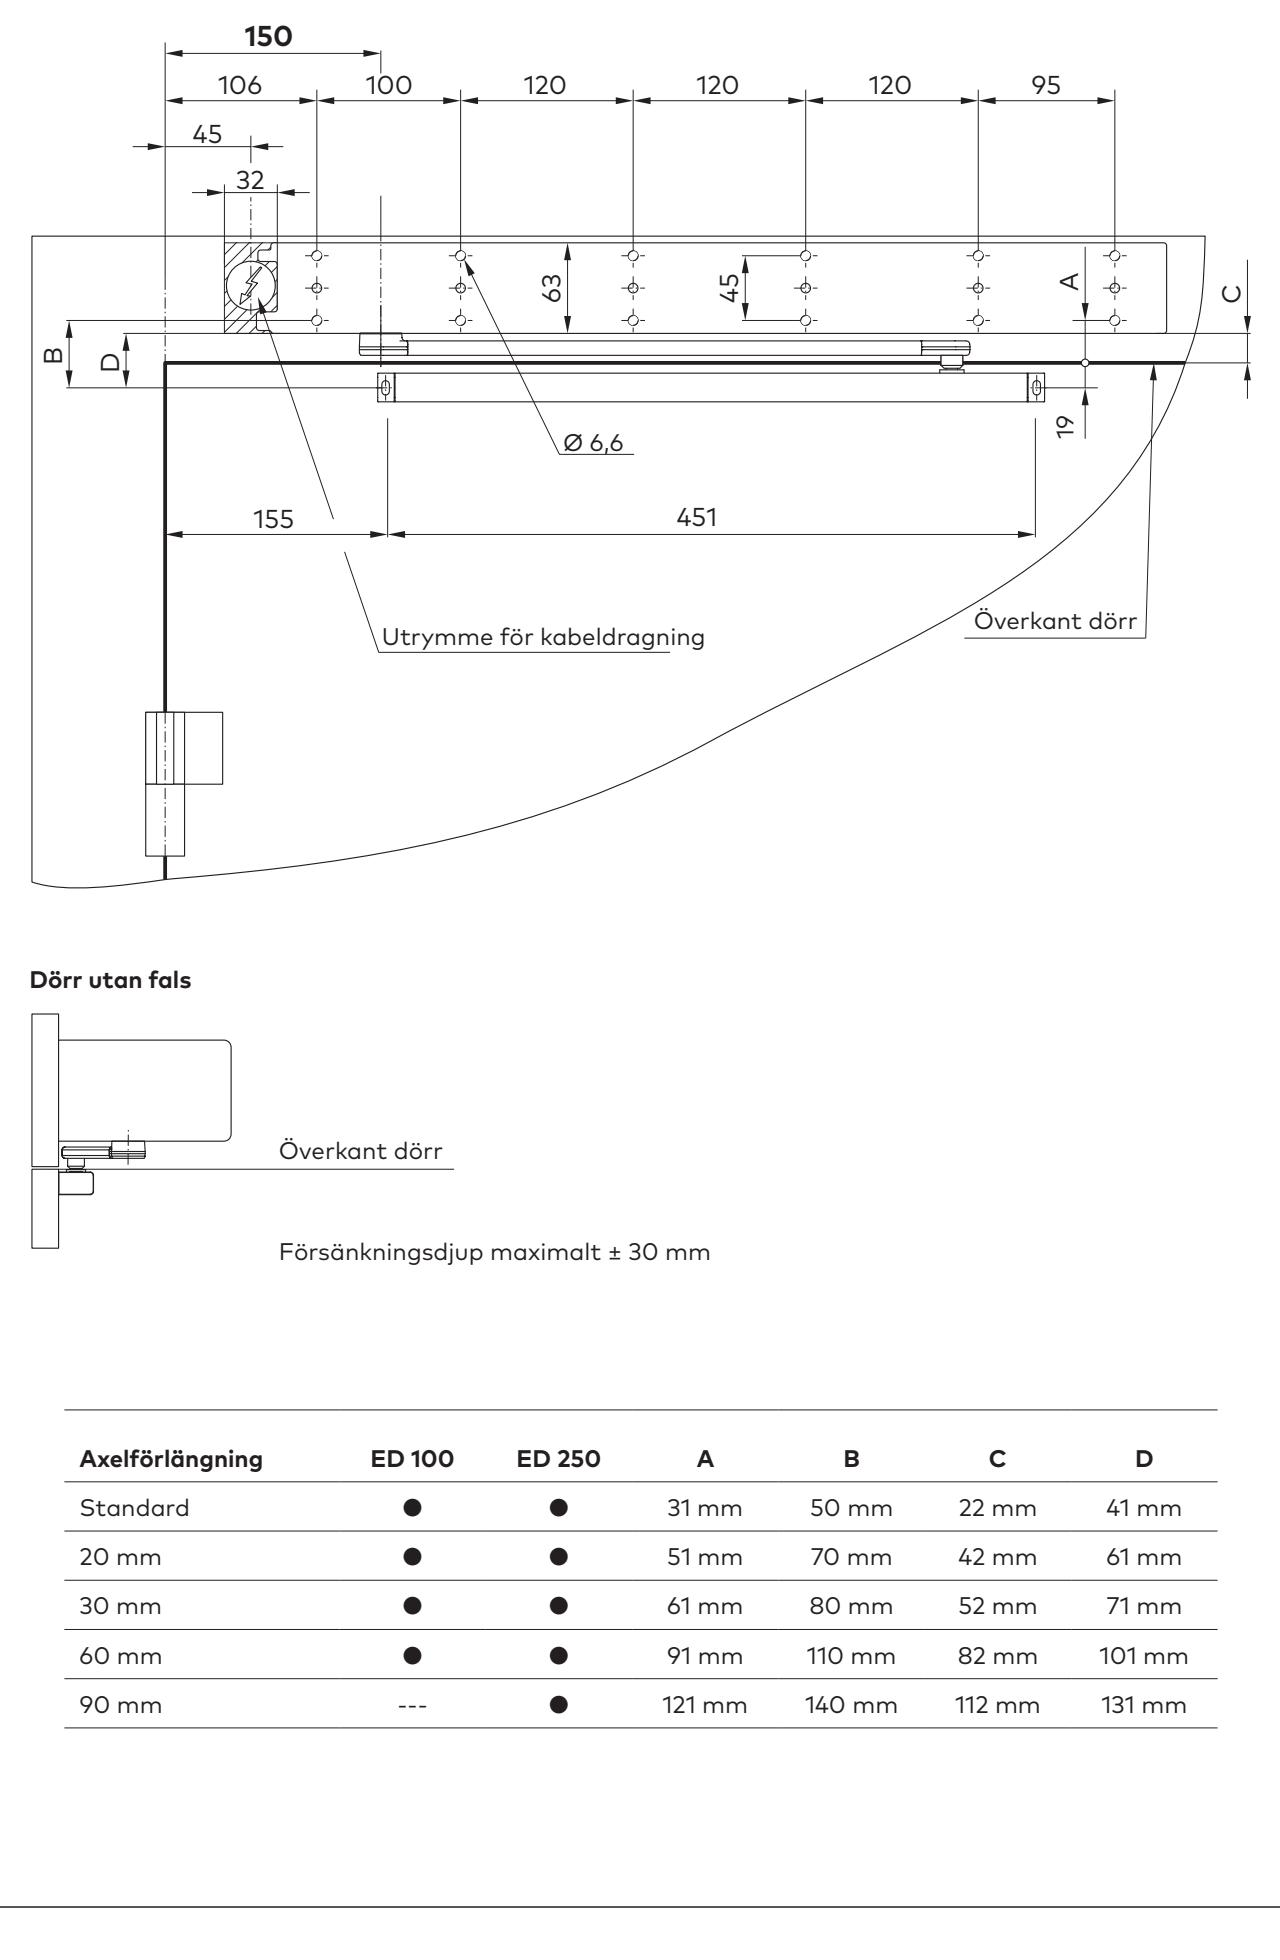 150
106 100 120 120 120 95
45
32
63 45 A C
B D
19
Ø 6,6
155 451
Överkant dörr
Utrymme för kabeldragning
Dörr utan fals
Överkant dörr
Försänkningsdjup maximalt ± 30 mm
Axelförlängning ED 100 ED 250 A B C D
Standard ● ● 31 mm 50 mm 22 mm 41 mm
20 mm ● ● 51 mm 70 mm 42 mm 61 mm
30 mm ● ● 61 mm 80 mm 52 mm 71 mm
60 mm ● ● 91 mm 110 mm 82 mm 101 mm
90 mm --- ● 121 mm 140 mm 112 mm 131 mm